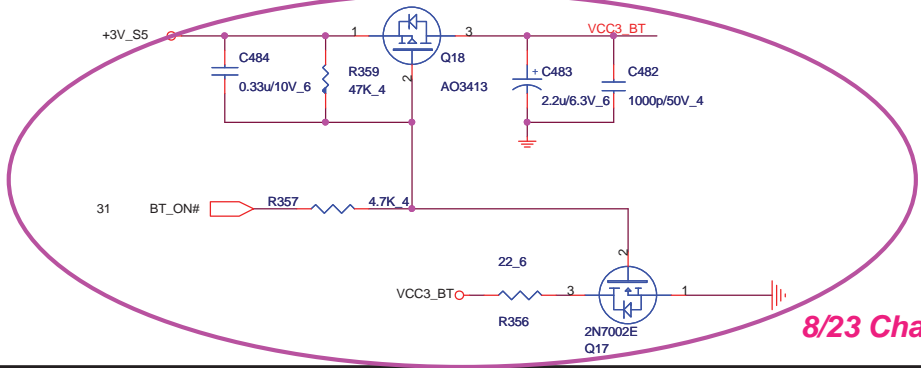 +3V_S5
1
3
VCC3_BT
C484
0.33u/10V_6
R359
47K_4
2
Q18
AO3413
+ C483
2.2u/6.3V_6
C482
1000p/50V_4
31
BT_ON#
R357
4.7K_4
2
22_6
VCC3_BT
3
1
R356
2N7002E
Q17
8/23 Cha